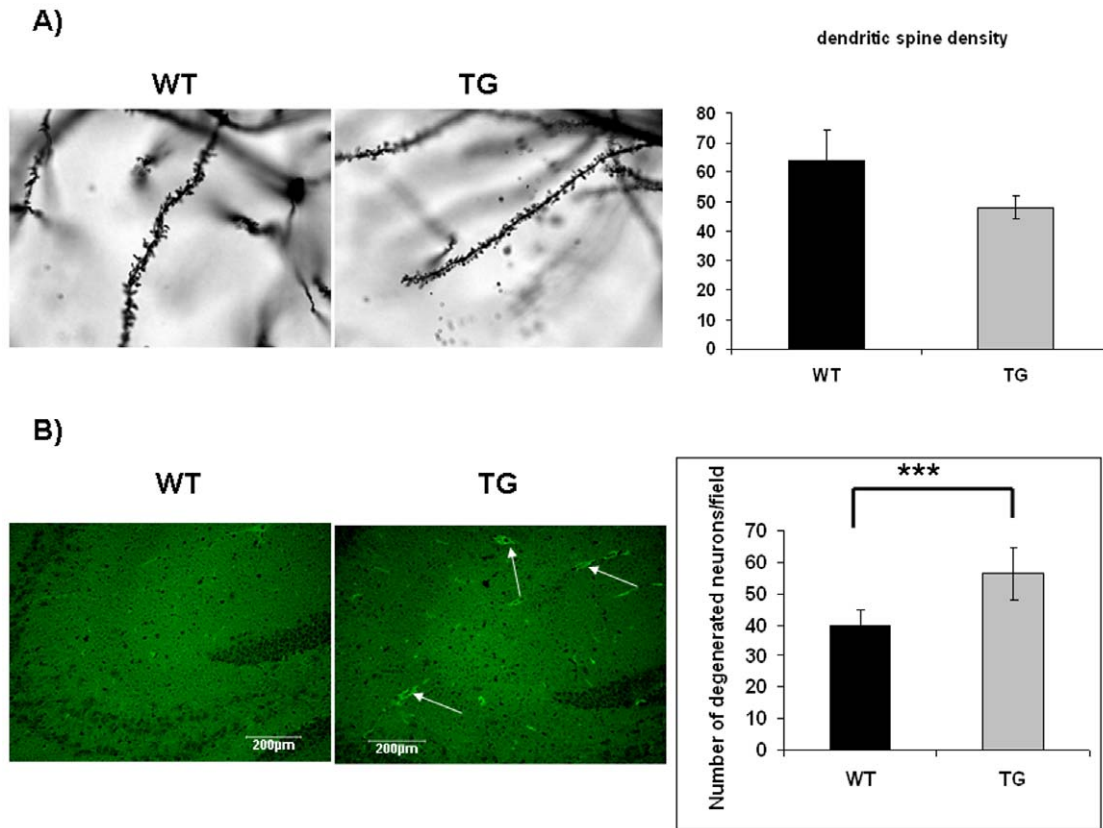 A)
WT
TG
dendritic spine density
80
70
60
50
40
30
20
10
0
WT
TG
B)
WT
TG
200µm
200µm
***
Number of degenerated neurons/field
70
60
50
40
30
20
10
0
WT
TG